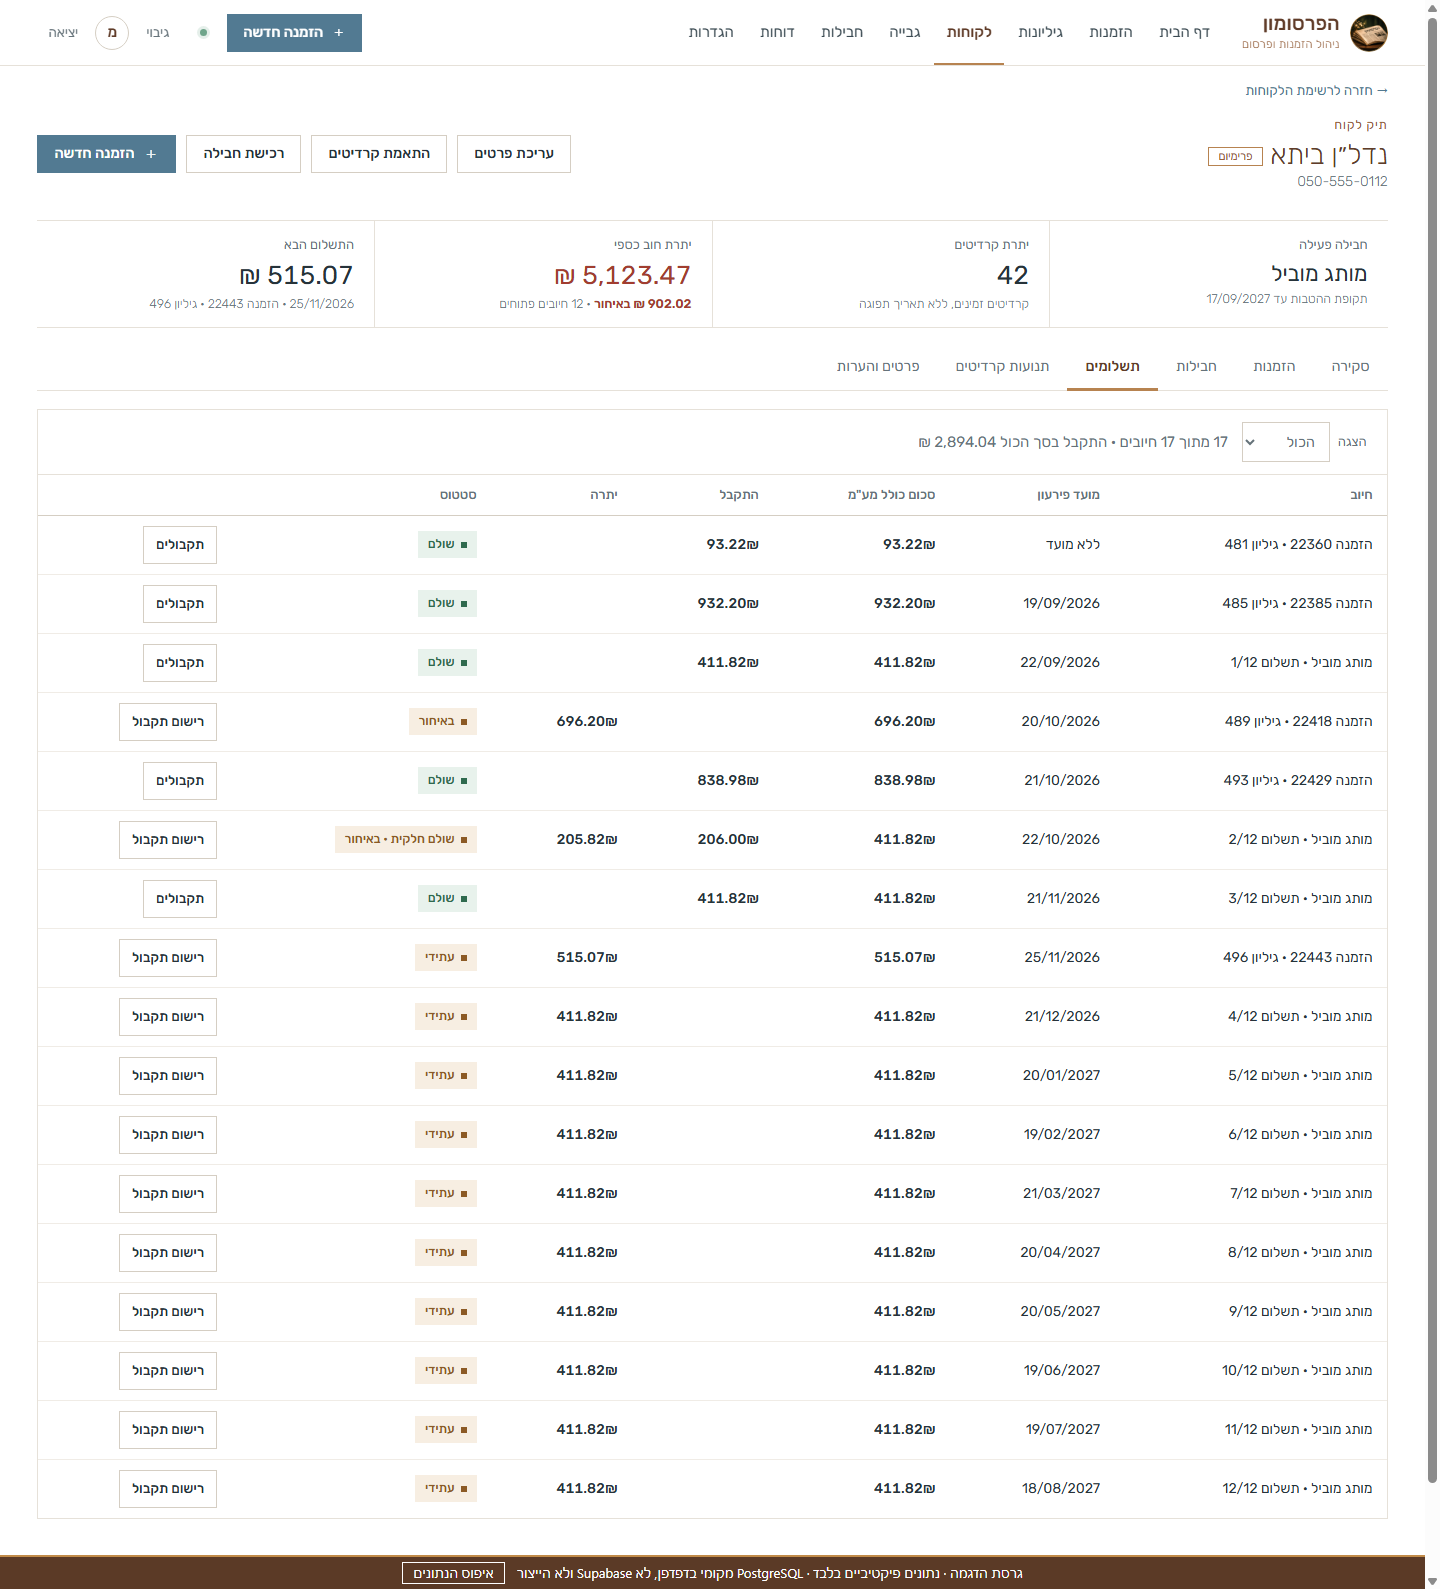 הפרסומון
ניהול הזמנות ופרסום
דף הבית הזמנות גיליונות לקוחות גבייה חבילות דוחות הגדרות
+ הזמנה חדשה
גיבוי מ יציאה
→ חזרה לרשימת הלקוחות
תיק לקוח
נדל״ן ביתא פרימיום
050-555-0112
עריכת פרטים התאמת קרדיטים רכישת חבילה + הזמנה חדשה
חבילה פעילה
מותג מוביל
תקופת ההטבות עד 17/09/2027
יתרת קרדיטים
42
קרדיטים זמינים, ללא תאריך תפוגה
יתרת חוב כספי
5,123.47 ₪
902.02 ₪ באיחור • 12 חיובים פתוחים
התשלום הבא
515.07 ₪
25/11/2026 • הזמנה 22443 • גיליון 496
סקירה הזמנות חבילות תשלומים תנועות קרדיטים פרטים והערות
הצגה הכול 17 מתוך 17 חיובים • התקבל בסך הכול 2,894.04 ₪
חיוב מועד פירעון סכום כולל מע"מ התקבל יתרה סטטוס
הזמנה 22360 • גיליון 481 ללא מועד ₪93.22 ₪93.22 שולם תקבולים
הזמנה 22385 • גיליון 485 19/09/2026 ₪932.20 ₪932.20 שולם תקבולים
מותג מוביל • תשלום 1/12 22/09/2026 ₪411.82 ₪411.82 שולם תקבולים
הזמנה 22418 • גיליון 489 20/10/2026 ₪696.20 ₪696.20 באיחור רישום תקבול
הזמנה 22429 • גיליון 493 21/10/2026 ₪838.98 ₪838.98 שולם תקבולים
מותג מוביל • תשלום 2/12 22/10/2026 ₪411.82 ₪206.00 ₪205.82 שולם חלקית • באיחור רישום תקבול
מותג מוביל • תשלום 3/12 21/11/2026 ₪411.82 ₪411.82 שולם תקבולים
הזמנה 22443 • גיליון 496 25/11/2026 ₪515.07 ₪515.07 עתידי רישום תקבול
מותג מוביל • תשלום 4/12 21/12/2026 ₪411.82 ₪411.82 עתידי רישום תקבול
מותג מוביל • תשלום 5/12 20/01/2027 ₪411.82 ₪411.82 עתידי רישום תקבול
מותג מוביל • תשלום 6/12 19/02/2027 ₪411.82 ₪411.82 עתידי רישום תקבול
מותג מוביל • תשלום 7/12 21/03/2027 ₪411.82 ₪411.82 עתידי רישום תקבול
מותג מוביל • תשלום 8/12 20/04/2027 ₪411.82 ₪411.82 עתידי רישום תקבול
מותג מוביל • תשלום 9/12 20/05/2027 ₪411.82 ₪411.82 עתידי רישום תקבול
מותג מוביל • תשלום 10/12 19/06/2027 ₪411.82 ₪411.82 עתידי רישום תקבול
מותג מוביל • תשלום 11/12 19/07/2027 ₪411.82 ₪411.82 עתידי רישום תקבול
מותג מוביל • תשלום 12/12 18/08/2027 ₪411.82 ₪411.82 עתידי רישום תקבול
גרסת הדגמה · נתונים פיקטיביים בלבד · PostgreSQL מקומי בדפדפן, לא Supabase ולא הייצור איפוס הנתונים